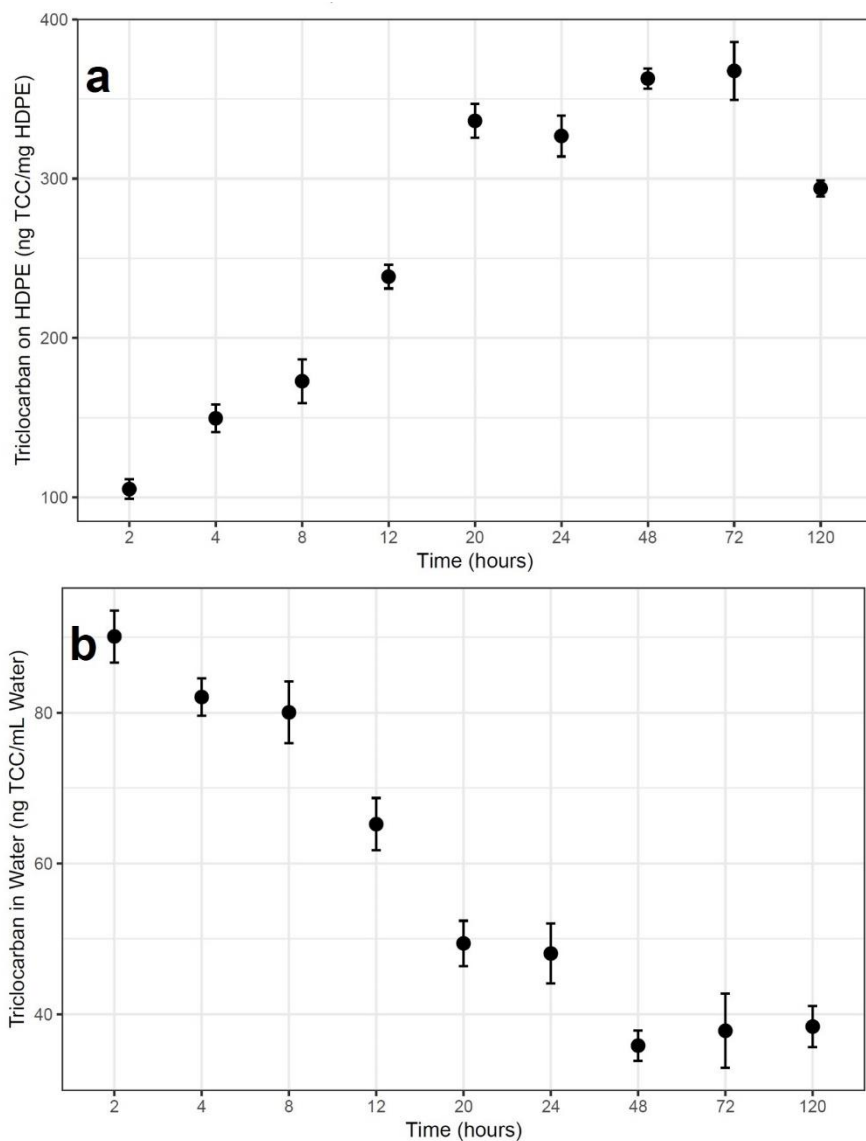 a
Triclocarban on HDPE (ng TCC/mg HDPE)
400
300
200
100
2 4 8 12 20 24 48 72 120
Time (hours)
b
Triclocarban in Water (ng TCC/mL Water)
80
60
40
2 4 8 12 20 24 48 72 120
Time (hours)